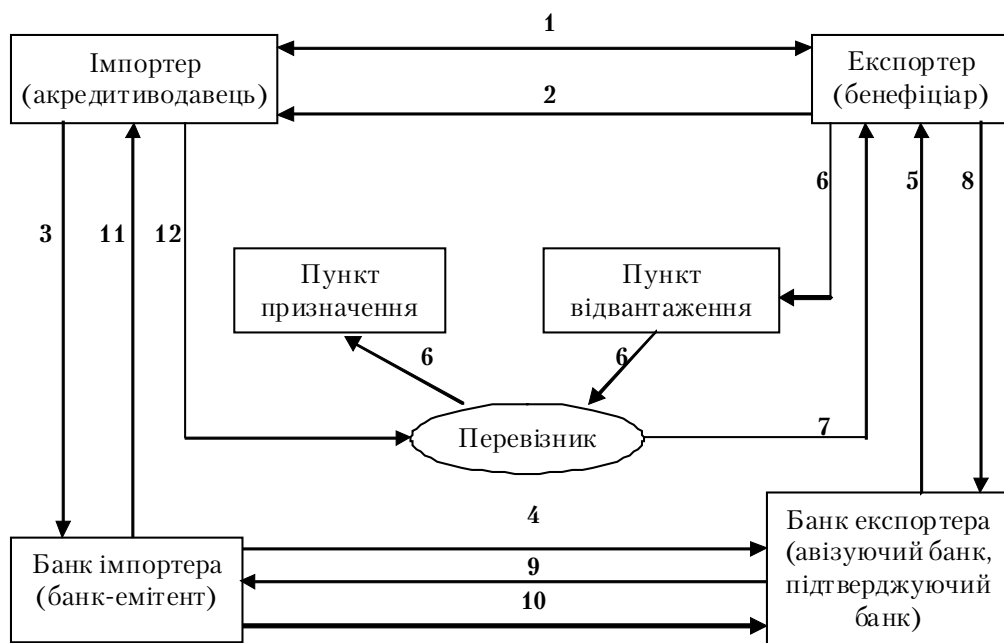 1
Імпортер
(акредитиводавець)
Експортер
(бенефіціар)
2
3
11
12
6
5
8
Пункт
призначення
Пункт
відвантаження
6
6
Перевізник
7
4
Банк імпортера
(банк-емітент)
9
10
Банк експортера
(авізуючий банк,
підтверджуючий
банк)